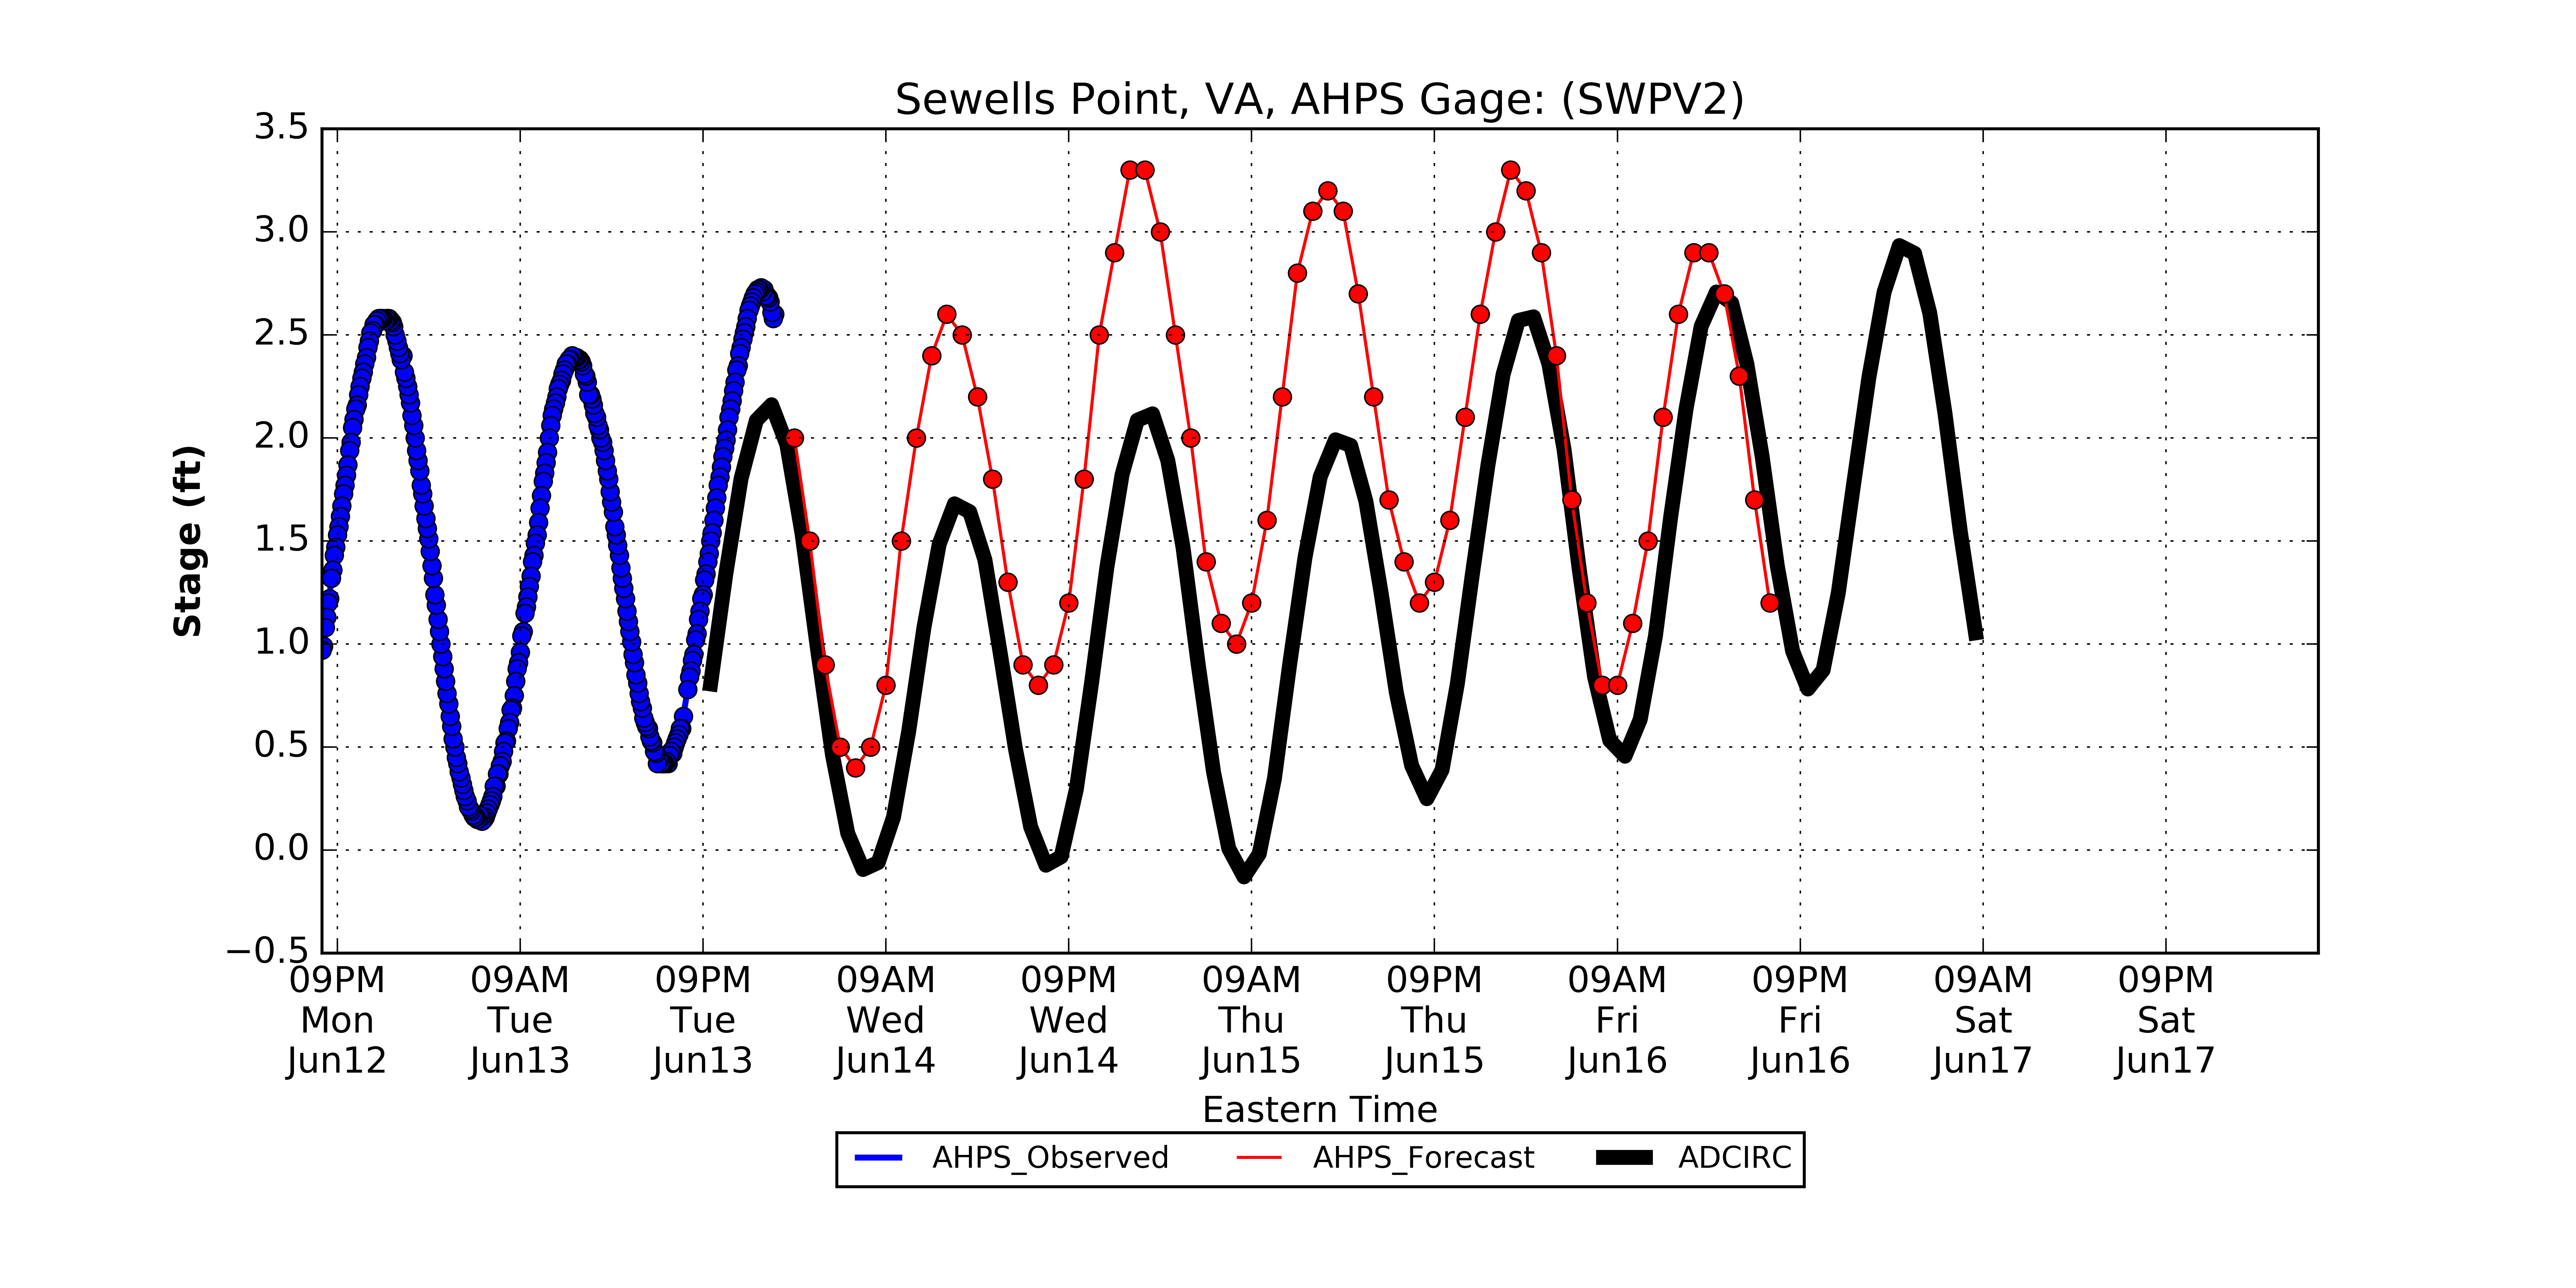 Sewells Point, VA, AHPS Gage: (SWPV2)
3.5
3.0
2.5
2.0
1.5
1.0
0.5
0.0
−0.5
Stage (ft)
09PM 09AM 09PM 09AM 09PM 09AM 09PM 09AM 09PM 09AM 09PM
Mon Tue Tue Wed Wed Thu Thu Fri Fri Sat Sat
Jun12 Jun13 Jun13 Jun14 Jun14 Jun15 Jun15 Jun16 Jun16 Jun17 Jun17
Eastern Time
AHPS_Observed AHPS_Forecast ADCIRC